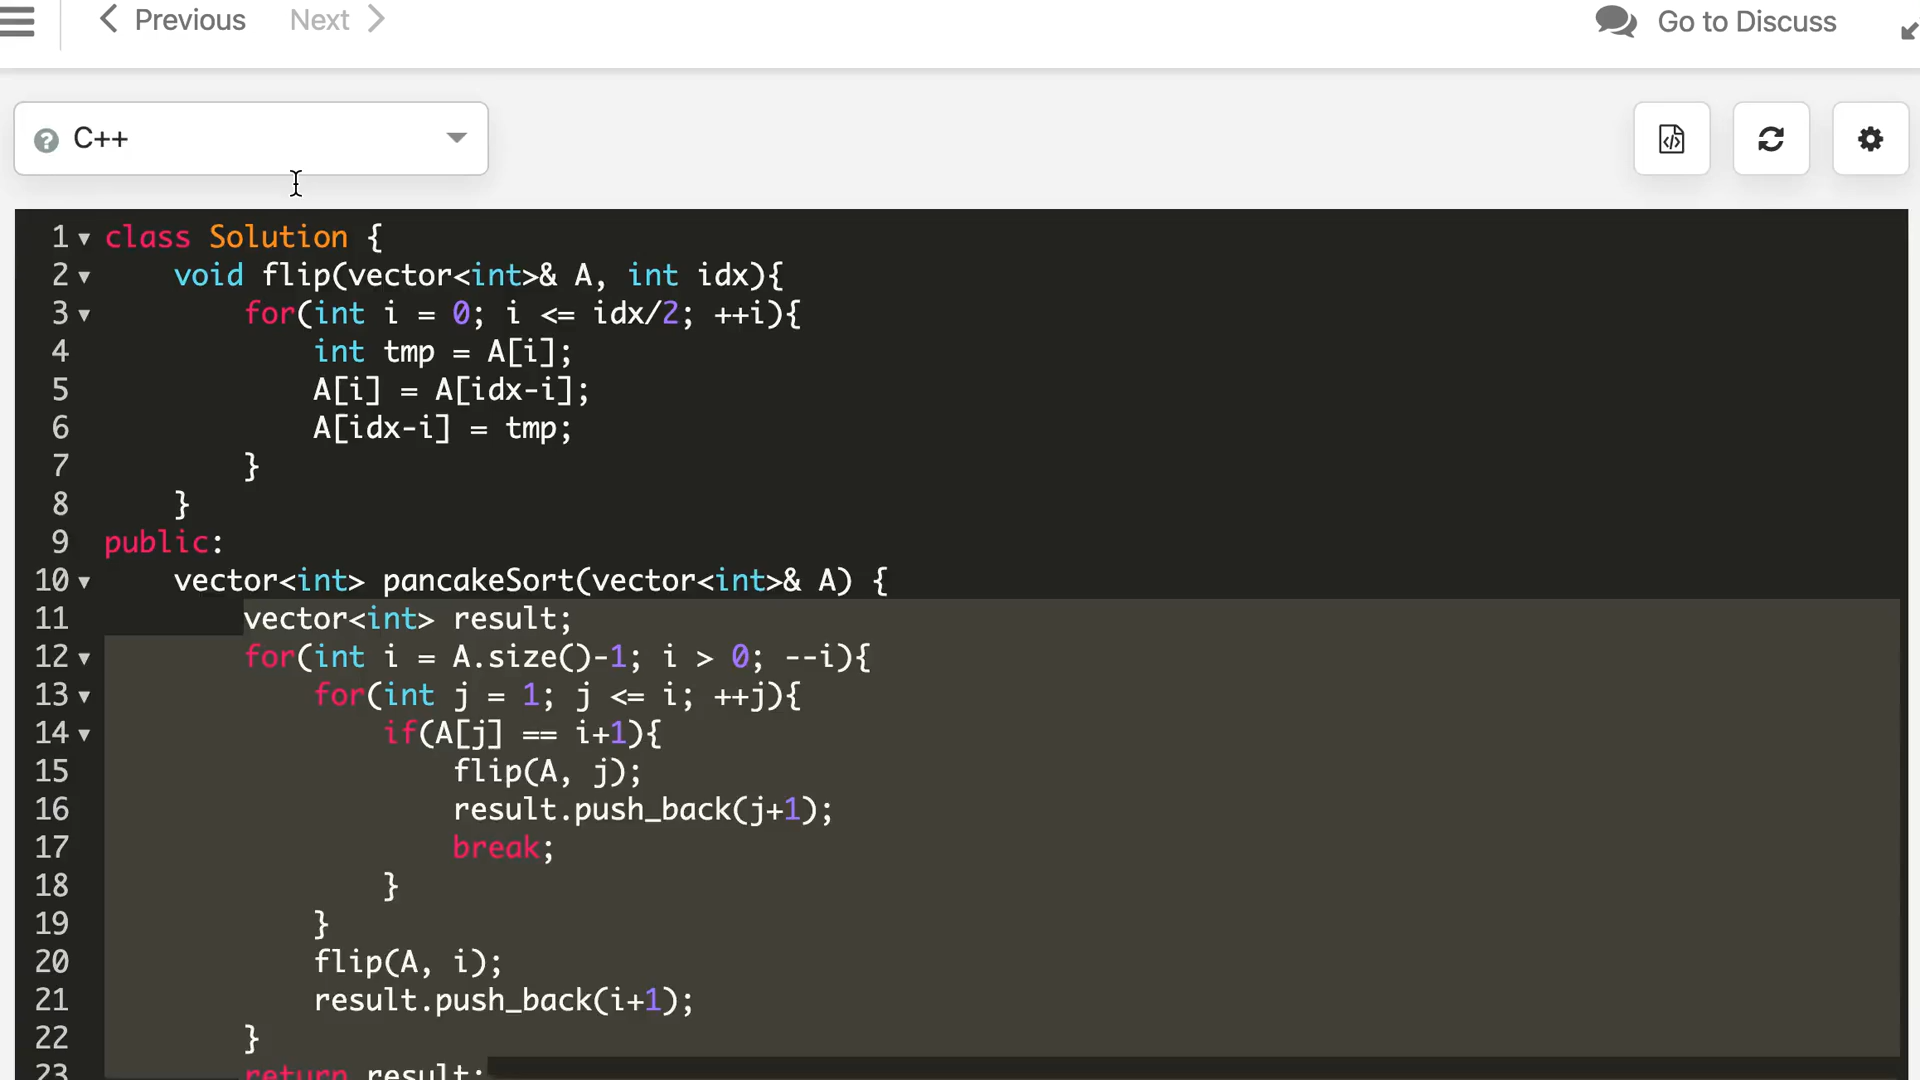 Previous Next Go to Discuss
C++
1 class Solution {
2 void flip(vector<int>& A, int idx){
3 for(int i = 0; i <= idx/2; ++i){
4 int tmp = A[i];
5 A[i] = A[idx-i];
6 A[idx-i] = tmp;
7 }
8 }
9 public:
10 vector<int> pancakeSort(vector<int>& A) {
11 vector<int> result;
12 for(int i = A.size()-1; i > 0; --i){
13 for(int j = 1; j <= i; ++j){
14 if(A[j] == i+1){
15 flip(A, j);
16 result.push_back(j+1);
17 break;
18 }
19 }
20 flip(A, i);
21 result.push_back(i+1);
22 }
23 return result;